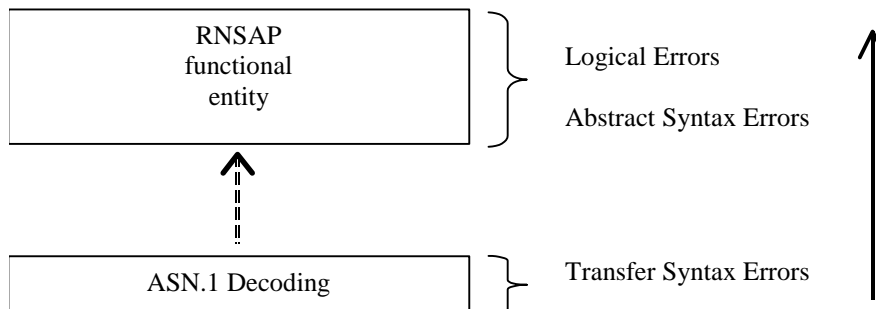 RNSAP
functional
entity
Logical Errors
Abstract Syntax Errors
ASN.1 Decoding
Transfer Syntax Errors